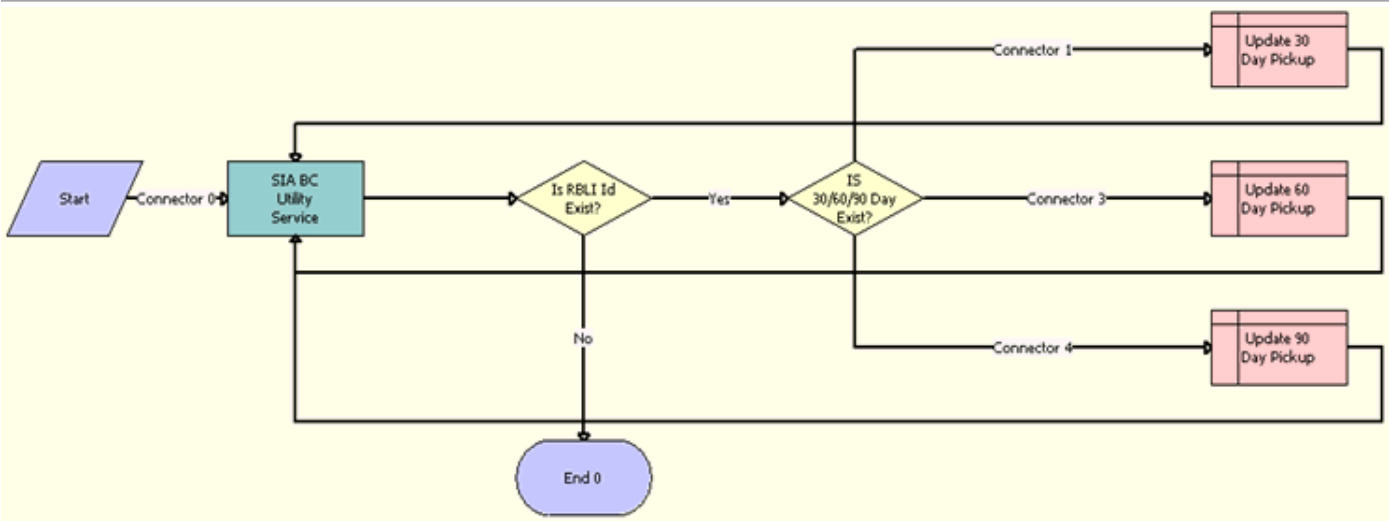 Connector 1
Update 30
Day Pickup
Start
Connector 0
SIA BC
Utility
Service
Is RBLI Id
Exist?
Yes
IS
30/60/90 Day
Exist?
Connector 3
Update 60
Day Pickup
No
Connector 4
Update 90
Day Pickup
End 0